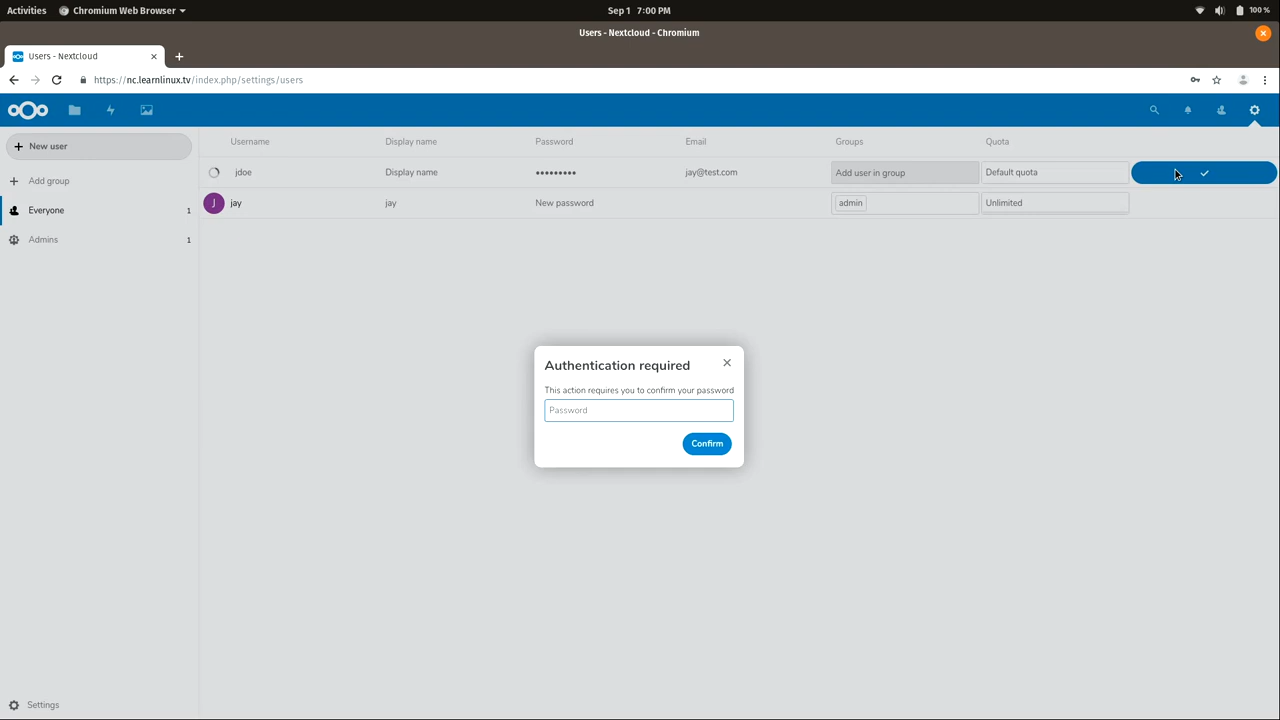 Activities Chromium Web Browser Sep 1 7:00 PM 100 %
Users - Nextcloud - Chromium
Users - Nextcloud
https://nc.learnlinux.tv/index.php/settings/users
New user Username Display name Password Email Groups Quota
jdoe Display name ••••••••• jay@test.com Add user in group Default quota
Add group
J jay jay New password admin Unlimited
Everyone 1
Admins 1
Authentication required
This action requires you to confirm your password
Password
Confirm
Settings